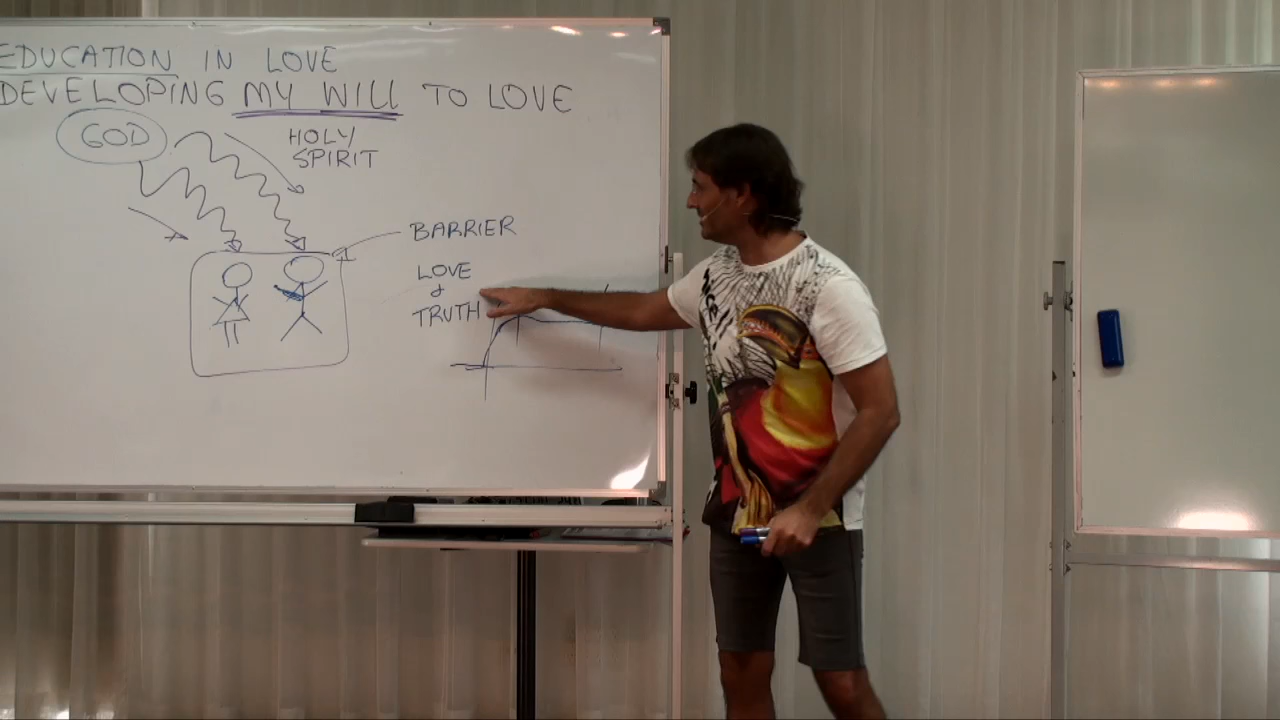 EDUCATION IN LOVE
DEVELOPING MY WILL TO LOVE
GOD
HOLY
SPIRIT
BARRIER
LOVE
&
TRUTH